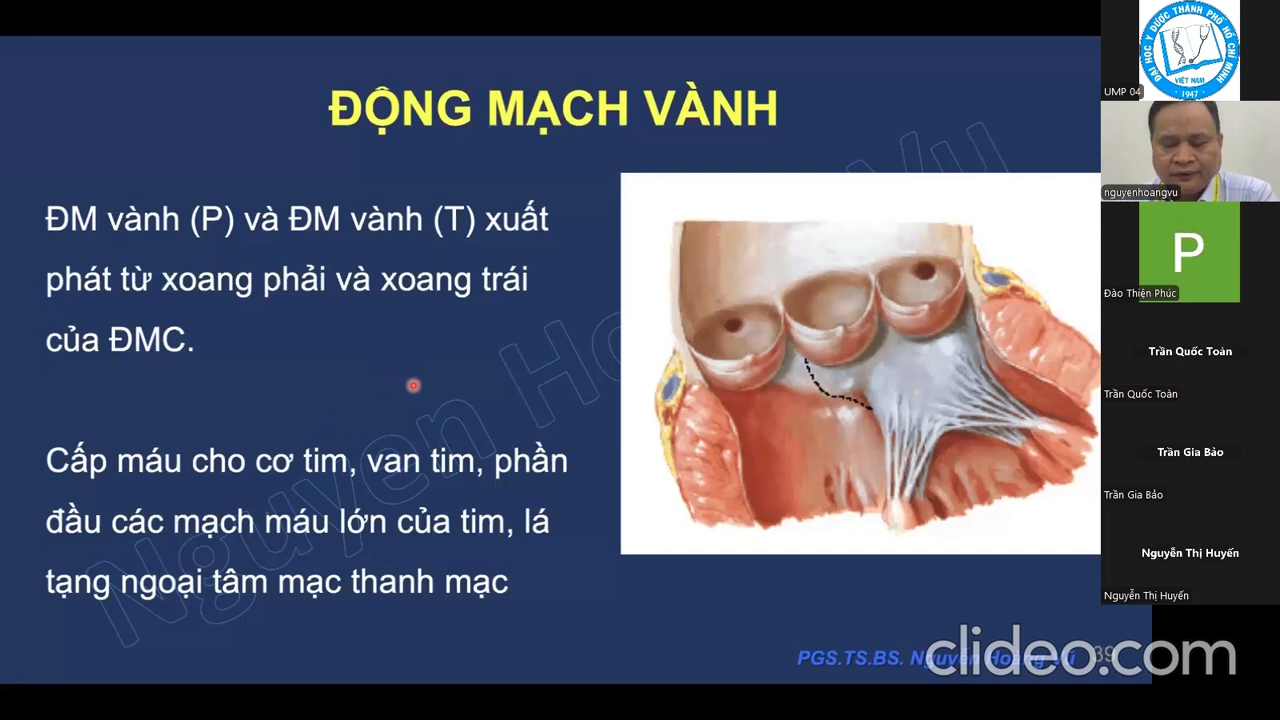 ĐỘNG MẠCH VÀNH
ĐM vành (P) và ĐM vành (T) xuất
phát từ xoang phải và xoang trái
của ĐMC.
Cấp máu cho cơ tim, van tim, phần
đầu các mạch máu lớn của tim, lá
tạng ngoại tâm mạc thanh mạc
PGS.TS.BS. Nguyễn Hoàng Vũ
39
clideo.com
Nguyen Hoang Vu
ĐẠI HỌC Y DƯỢC THÀNH PHỐ HỒ CHÍ MINH
VIỆT NAM
1947
UMP 04
nguyenhoangvu
P
Đào Thiện Phúc
Trần Quốc Toàn
Trần Quốc Toàn
Trần Gia Bảo
Trần Gia Bảo
Nguyễn Thị Huyến
Nguyễn Thị Huyến